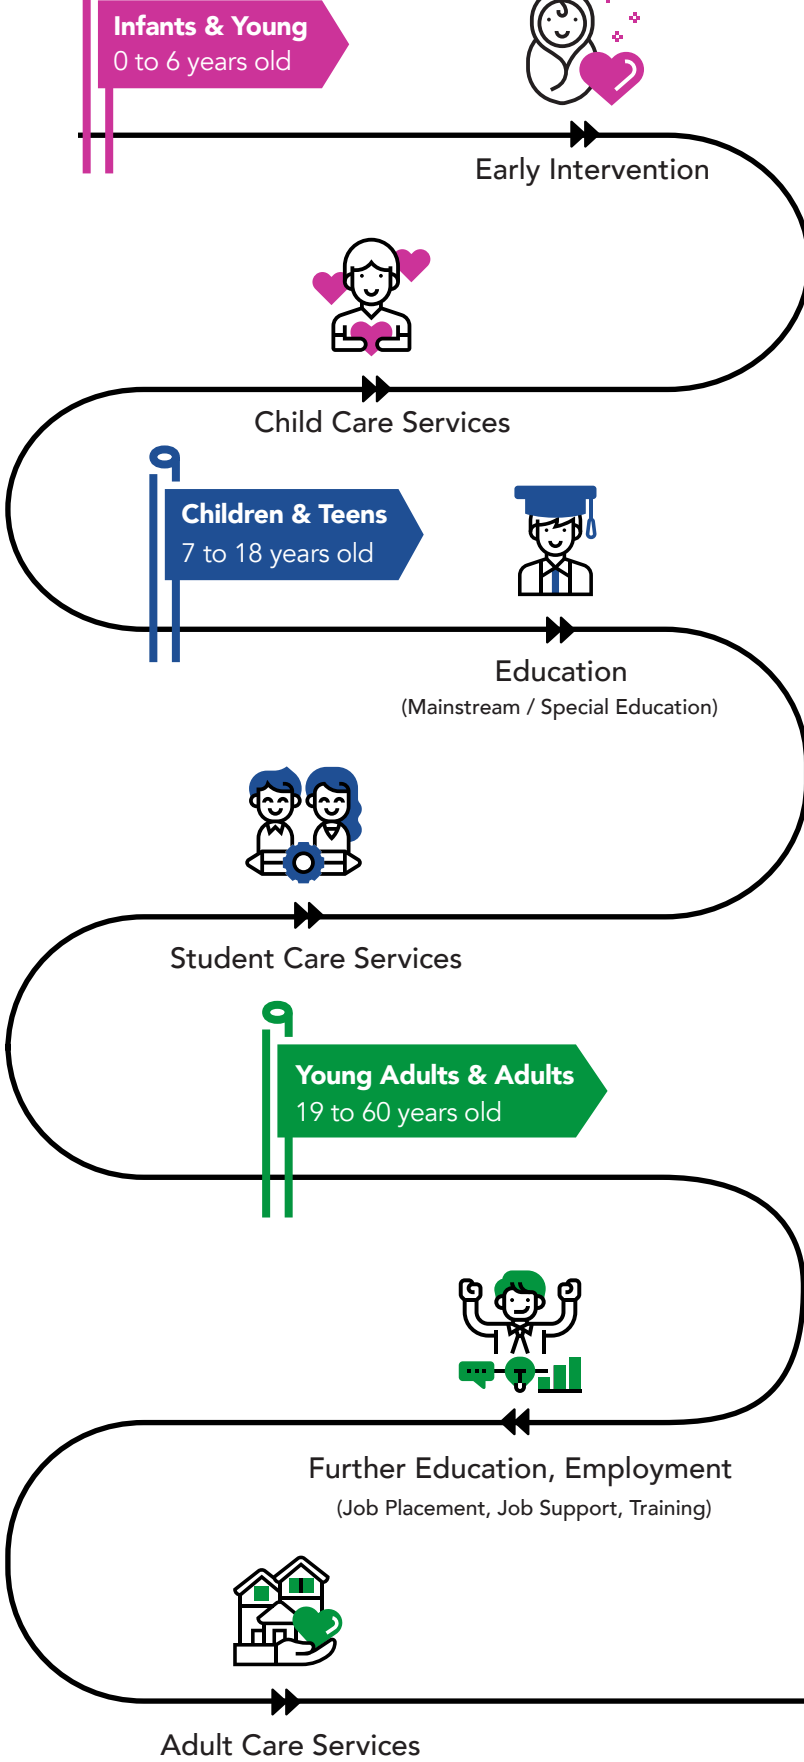 Infants & Young
0 to 6 years old
Early Intervention
Child Care Services
Children & Teens
7 to 18 years old
Education
(Mainstream / Special Education)
Student Care Services
Young Adults & Adults
19 to 60 years old
Further Education, Employment
(Job Placement, Job Support, Training)
Adult Care Services